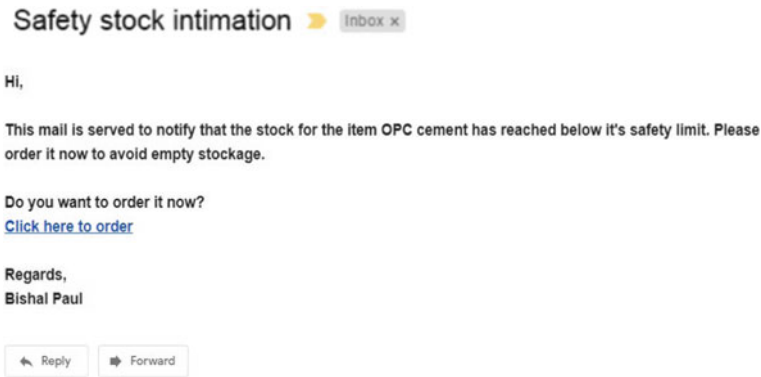 Safety stock intimation Inbox x
Hi,
This mail is served to notify that the stock for the item OPC cement has reached below it's safety limit. Please
order it now to avoid empty stockage.
Do you want to order it now?
Click here to order
Regards,
Bishal Paul
Reply Forward